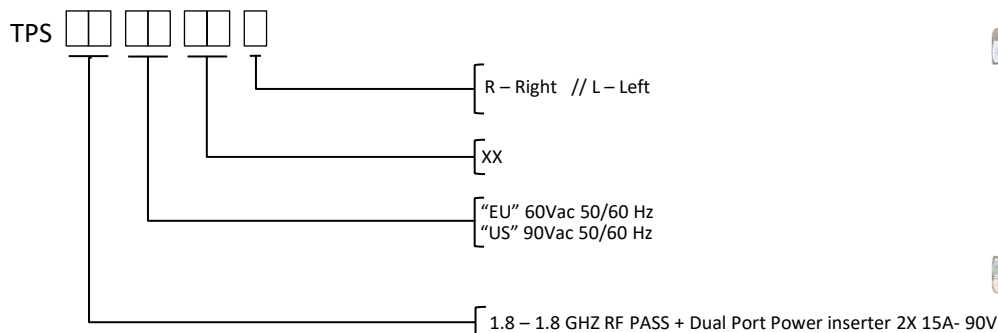 TPS
R – Right // L – Left
XX
“EU” 60Vac 50/60 Hz
“US” 90Vac 50/60 Hz
1.8 – 1.8 GHZ RF PASS + Dual Port Power inserter 2X 15A- 90V